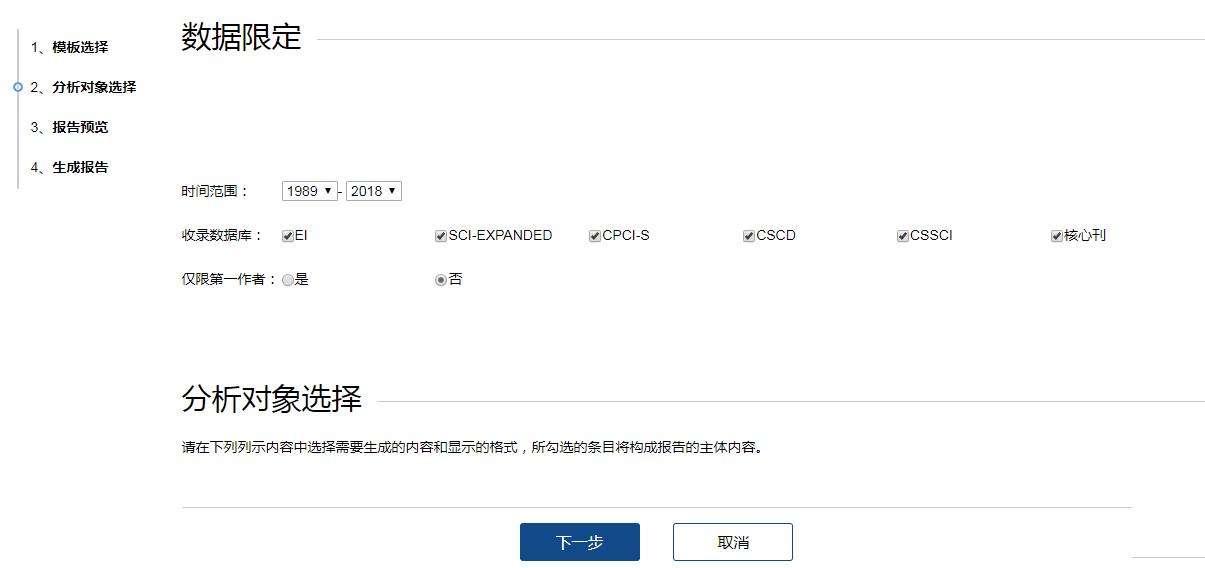 1、模板选择
2、分析对象选择
3、报告预览
4、生成报告
数据限定
时间范围： 1989 - 2018
收录数据库： EI SCI-EXPANDED CPCI-S CSCD CSSCI 核心刊
仅限第一作者： 是 否
分析对象选择
请在下列列示内容中选择需要生成的内容和显示的格式，所勾选的条目将构成报告的主体内容。
下一步 取消